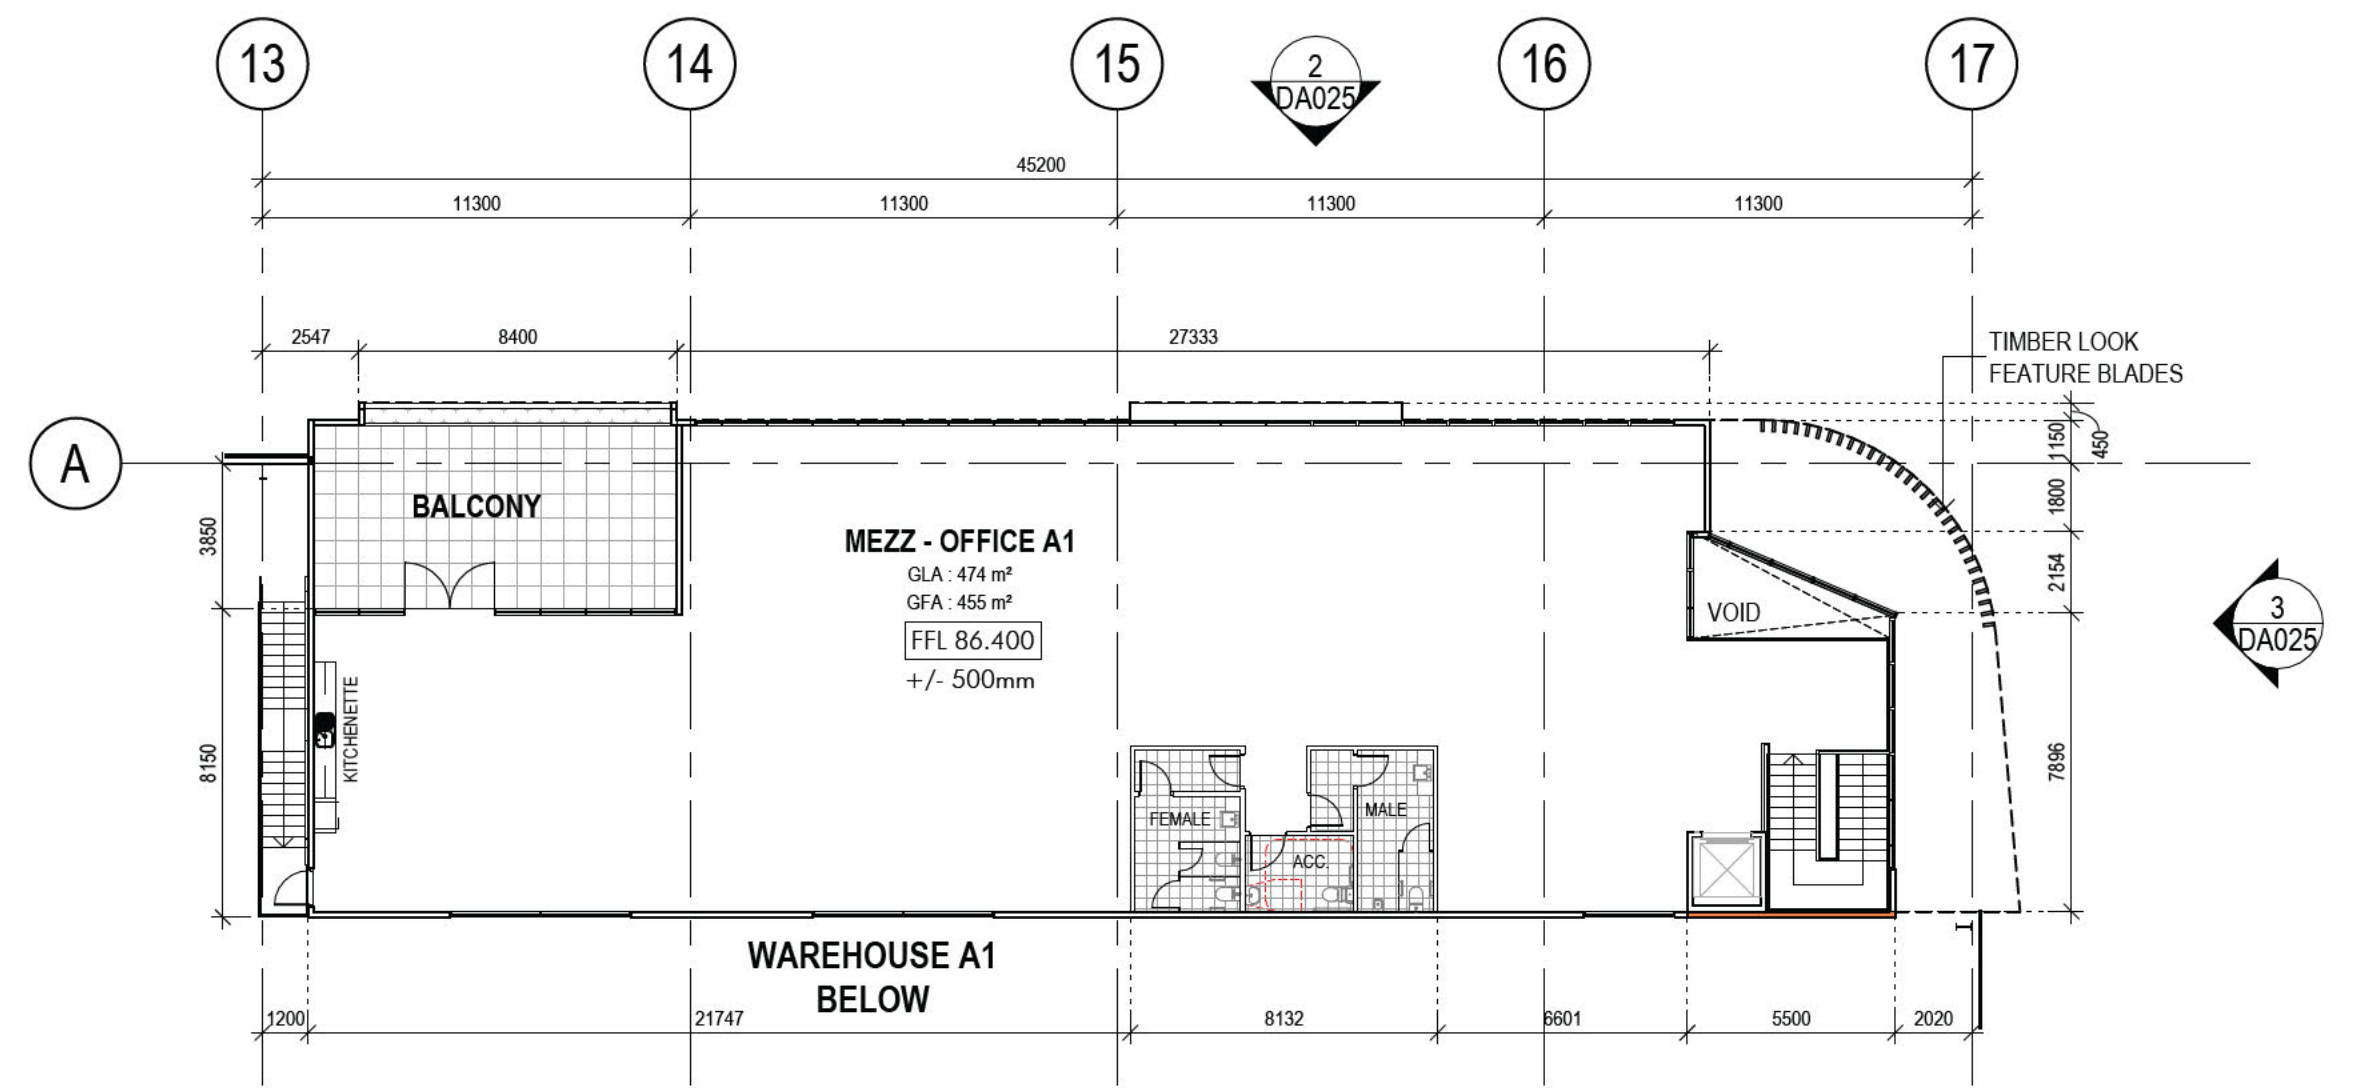 13 14 15 16 17
2
DA025
45200
11300 11300 11300 11300
2547 8400 27333
TIMBER LOOK
FEATURE BLADES
A
1150
450
BALCONY
1800
3850
MEZZ - OFFICE A1
GLA : 474 m²
GFA : 455 m²
2154
VOID
3
DA025
FFL 86.400
+/- 500mm
KITCHENETTE
8150
7896
FEMALE
MALE
ACC.
WAREHOUSE A1
BELOW
1200 21747 8132 6601 5500 2020